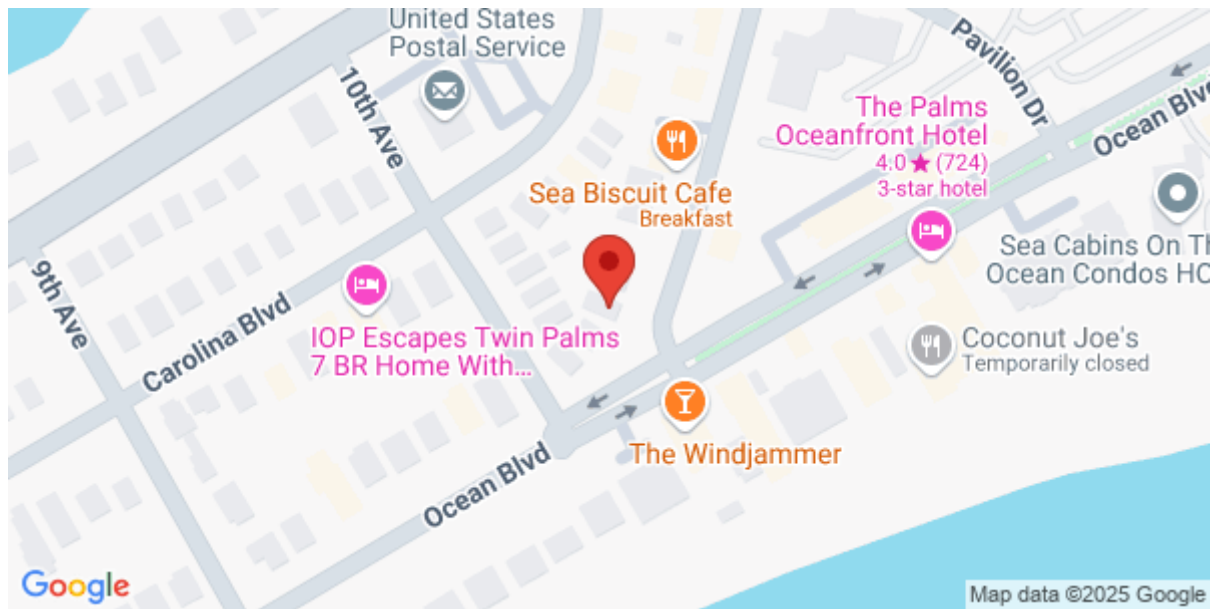 United States
Postal Service
Pavilion Dr
10th Ave
The Palms
Oceanfront Hotel
4.0★ (724)
3-star hotel
Ocean Blv
Sea Biscuit Cafe
Breakfast
Sea Cabins On Th
Ocean Condos HO
9th Ave
Carolina Blvd
IOP Escapes Twin Palms
7 BR Home With...
Coconut Joe's
Temporarily closed
The Windjammer
Ocean Blvd
Google
Map data ©2025 Google